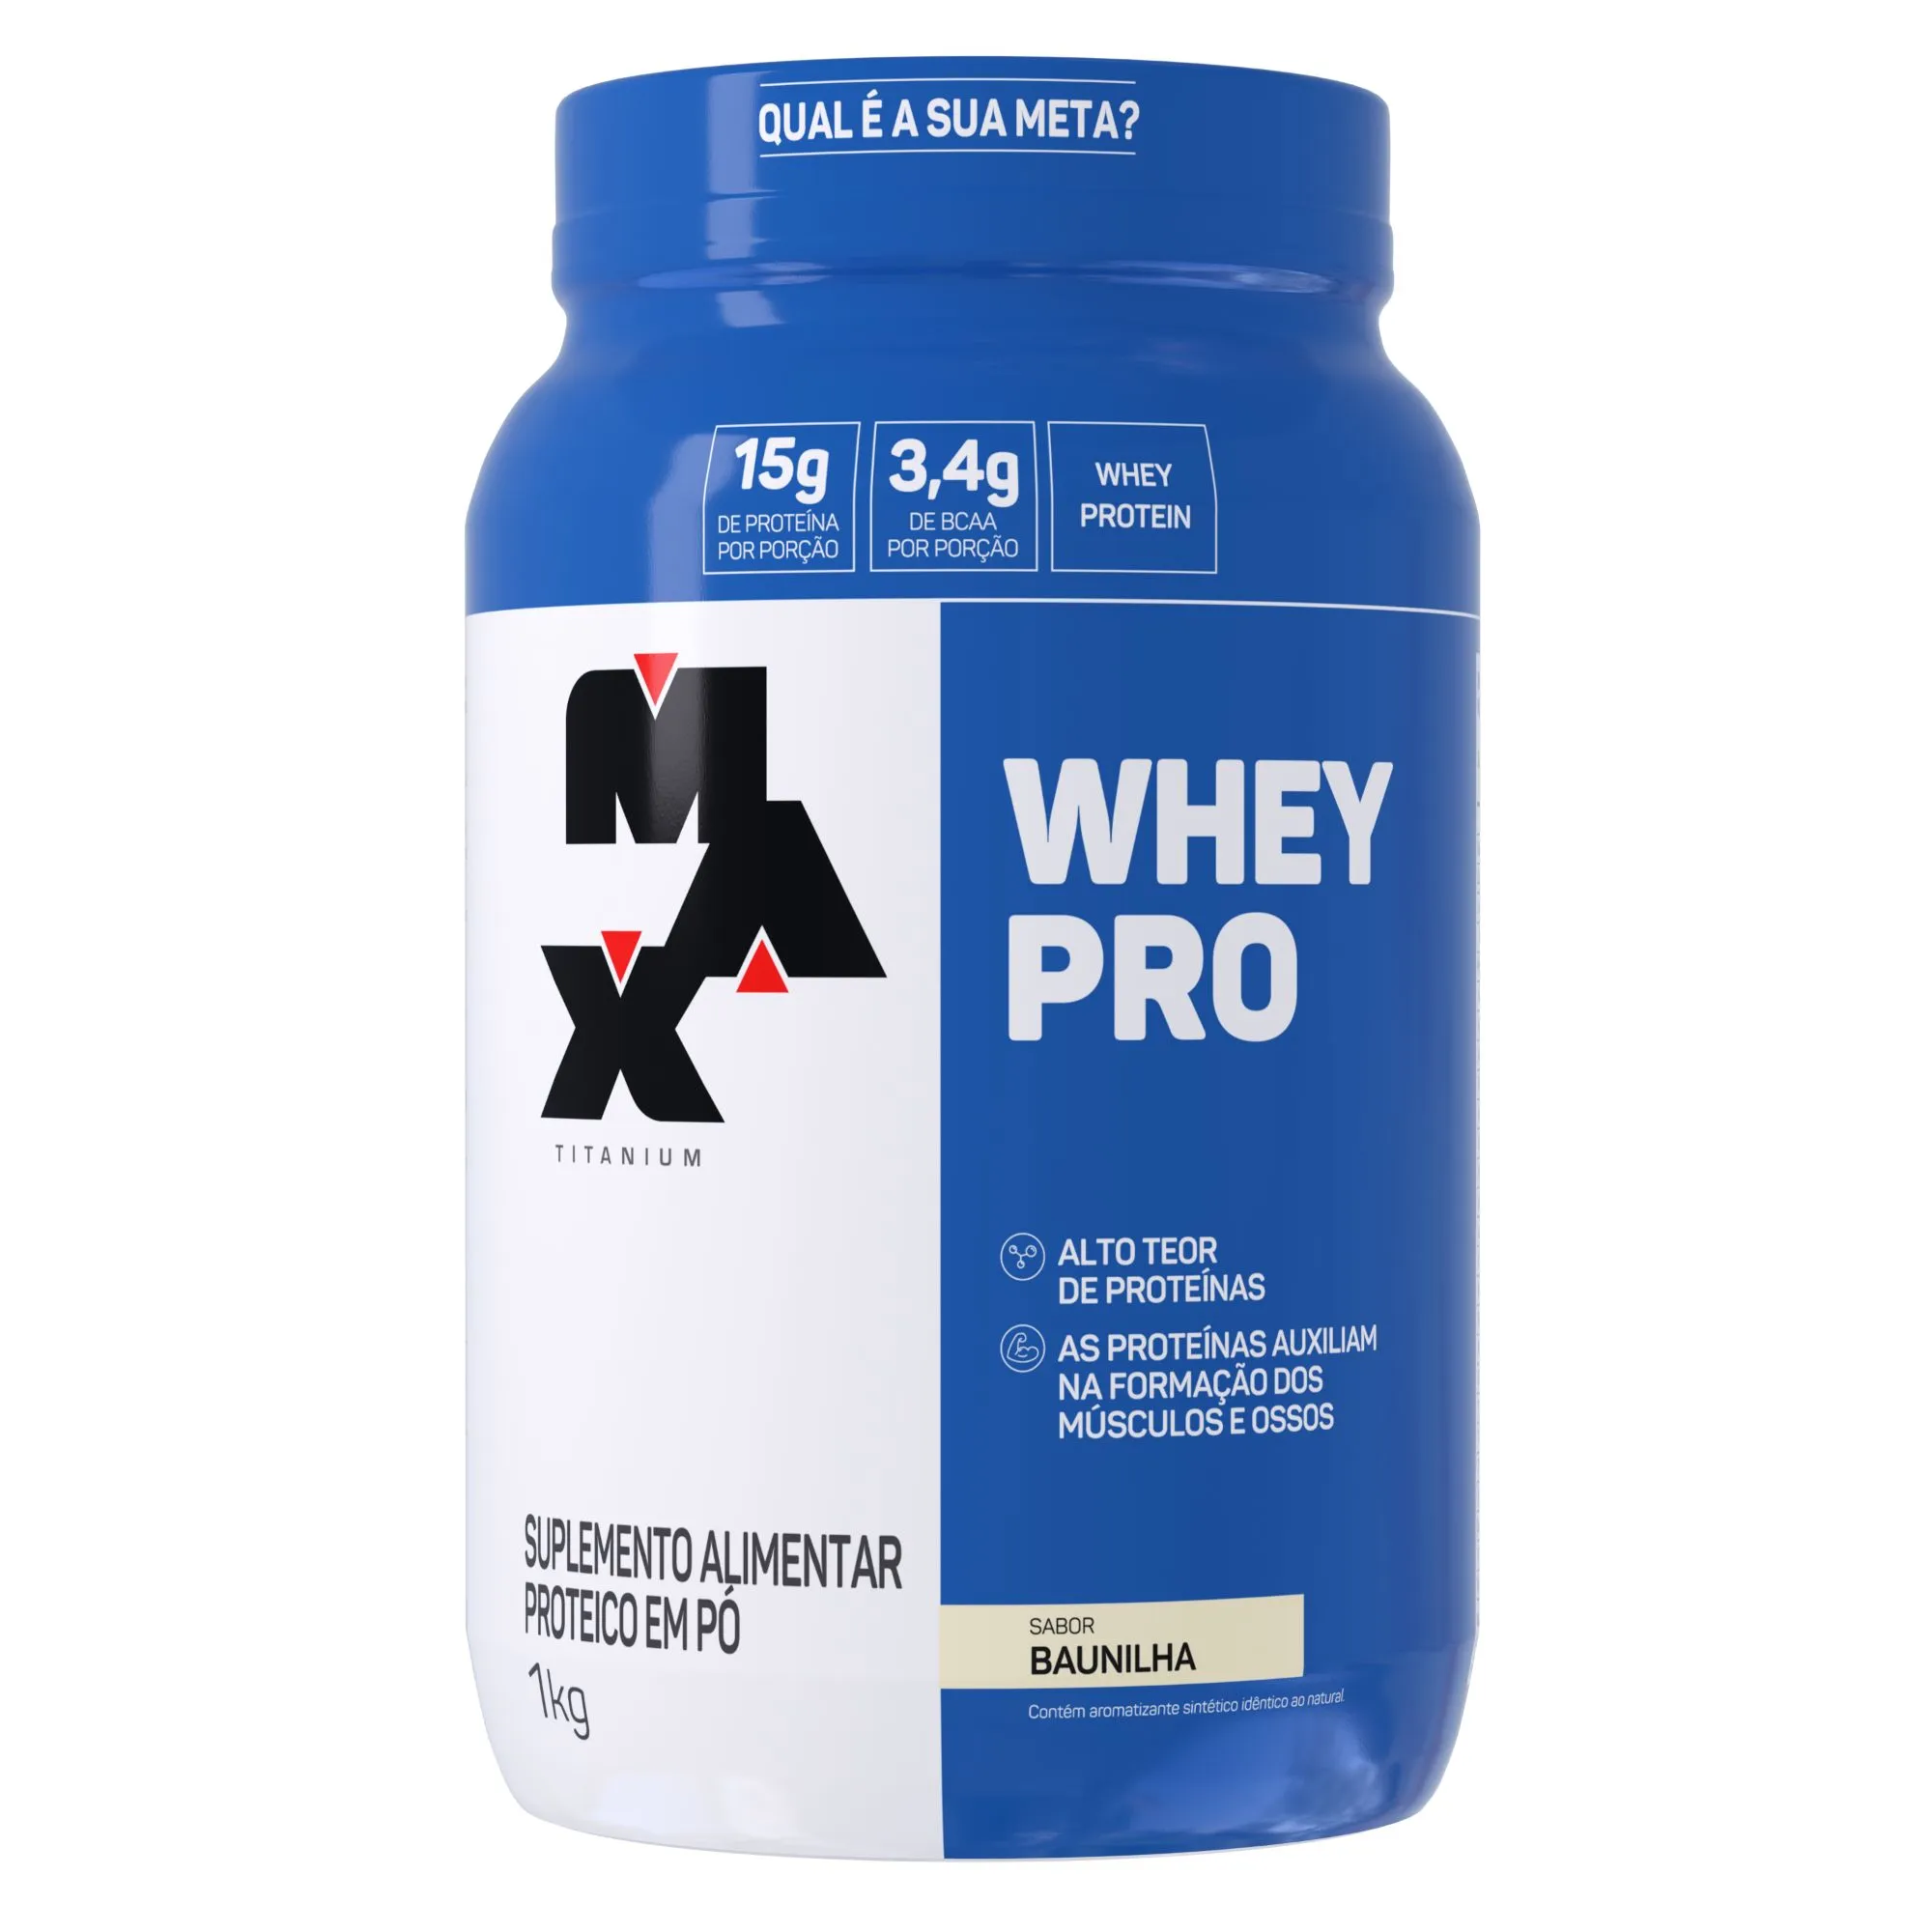 QUAL É A SUA META?
15g
DE PROTEÍNA
POR PORÇÃO
3,4g
DE BCAA
POR PORÇÃO
WHEY
PROTEIN
MAX
TITANIUM
WHEY
PRO
ALTO TEOR
DE PROTEÍNAS
AS PROTEÍNAS AUXILIAM
NA FORMAÇÃO DOS
MÚSCULOS E OSSOS
SUPLEMENTO ALIMENTAR
PROTEICO EM PÓ
1kg
SABOR
BAUNILHA
Contém aromatizante sintético idêntico ao natural